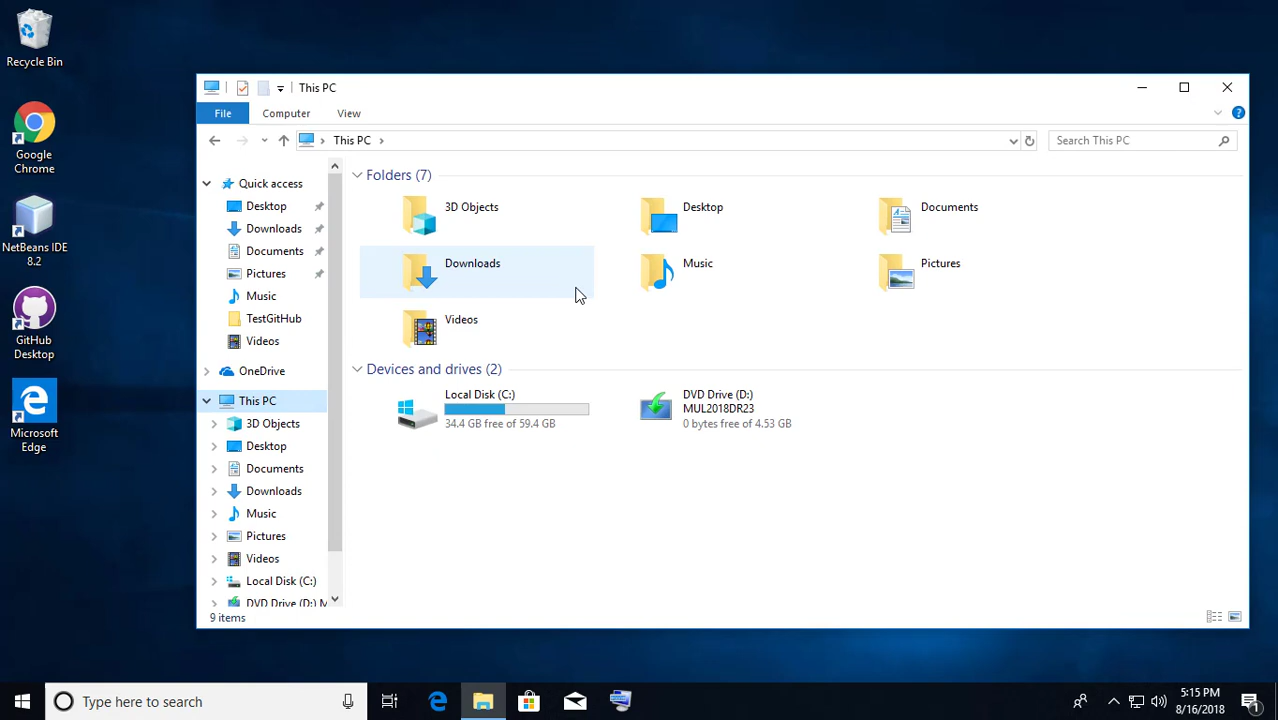 Recycle Bin
Google
Chrome
NetBeans IDE
8.2
GitHub
Desktop
Microsoft
Edge
This PC
File
Computer
View
This PC
Search This PC
Quick access
Desktop
Downloads
Documents
Pictures
Music
TestGitHub
Videos
OneDrive
This PC
3D Objects
Desktop
Documents
Downloads
Music
Pictures
Videos
Local Disk (C:)
DVD Drive (D:) M
Folders (7)
3D Objects
Desktop
Documents
Downloads
Music
Pictures
Videos
Devices and drives (2)
Local Disk (C:)
34.4 GB free of 59.4 GB
DVD Drive (D:)
MUL2018DR23
0 bytes free of 4.53 GB
9 items
Type here to search
5:15 PM
8/16/2018
1